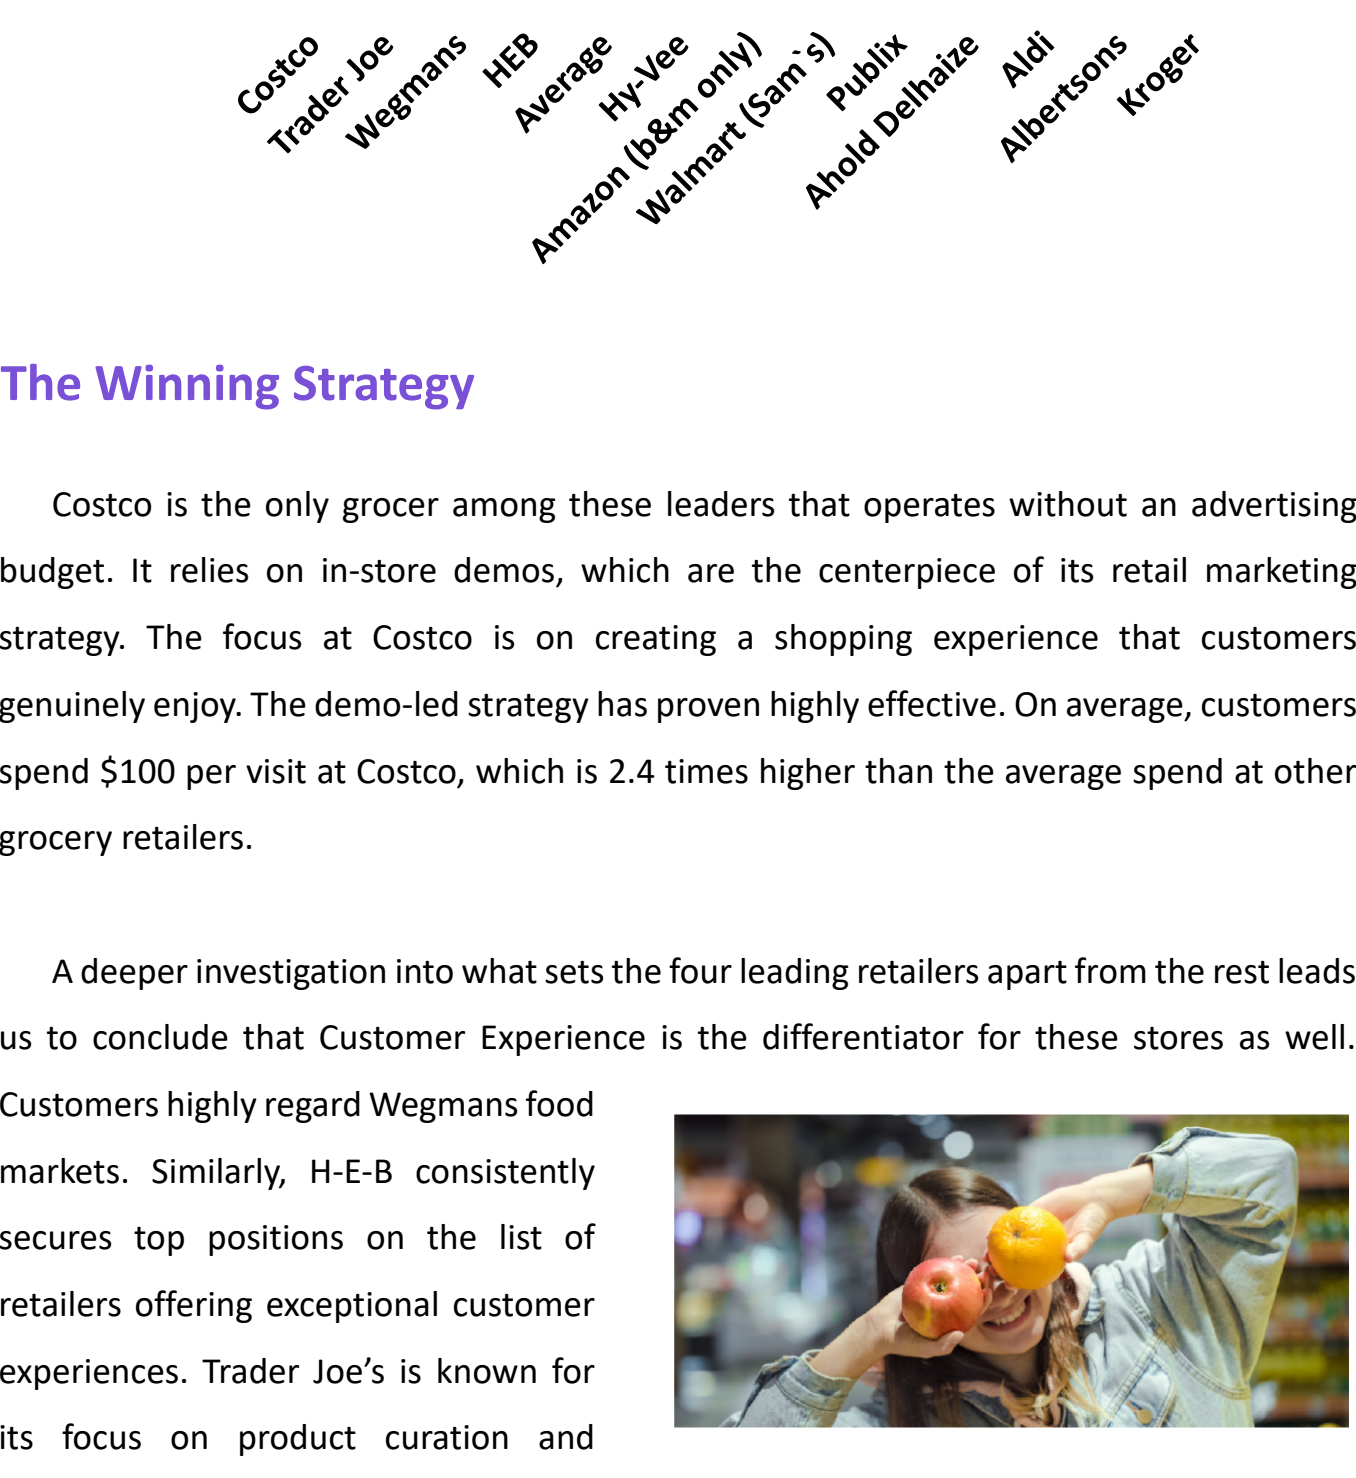 Costco
Trader Joe
Wegmans
HEB
Average
Hy-Vee
Amazon (b&m only)
Walmart (Sam`s)
Publix
Ahold Delhaize
Aldi
Albertsons
Kroger
The Winning Strategy
Costco is the only grocer among these leaders that operates without an advertising
budget. It relies on in-store demos, which are the centerpiece of its retail marketing
strategy. The focus at Costco is on creating a shopping experience that customers
genuinely enjoy. The demo-led strategy has proven highly effective. On average, customers
spend $100 per visit at Costco, which is 2.4 times higher than the average spend at other
grocery retailers.
A deeper investigation into what sets the four leading retailers apart from the rest leads
us to conclude that Customer Experience is the differentiator for these stores as well.
Customers highly regard Wegmans food
markets. Similarly, H-E-B consistently
secures top positions on the list of
retailers offering exceptional customer
experiences. Trader Joe’s is known for
its focus on product curation and